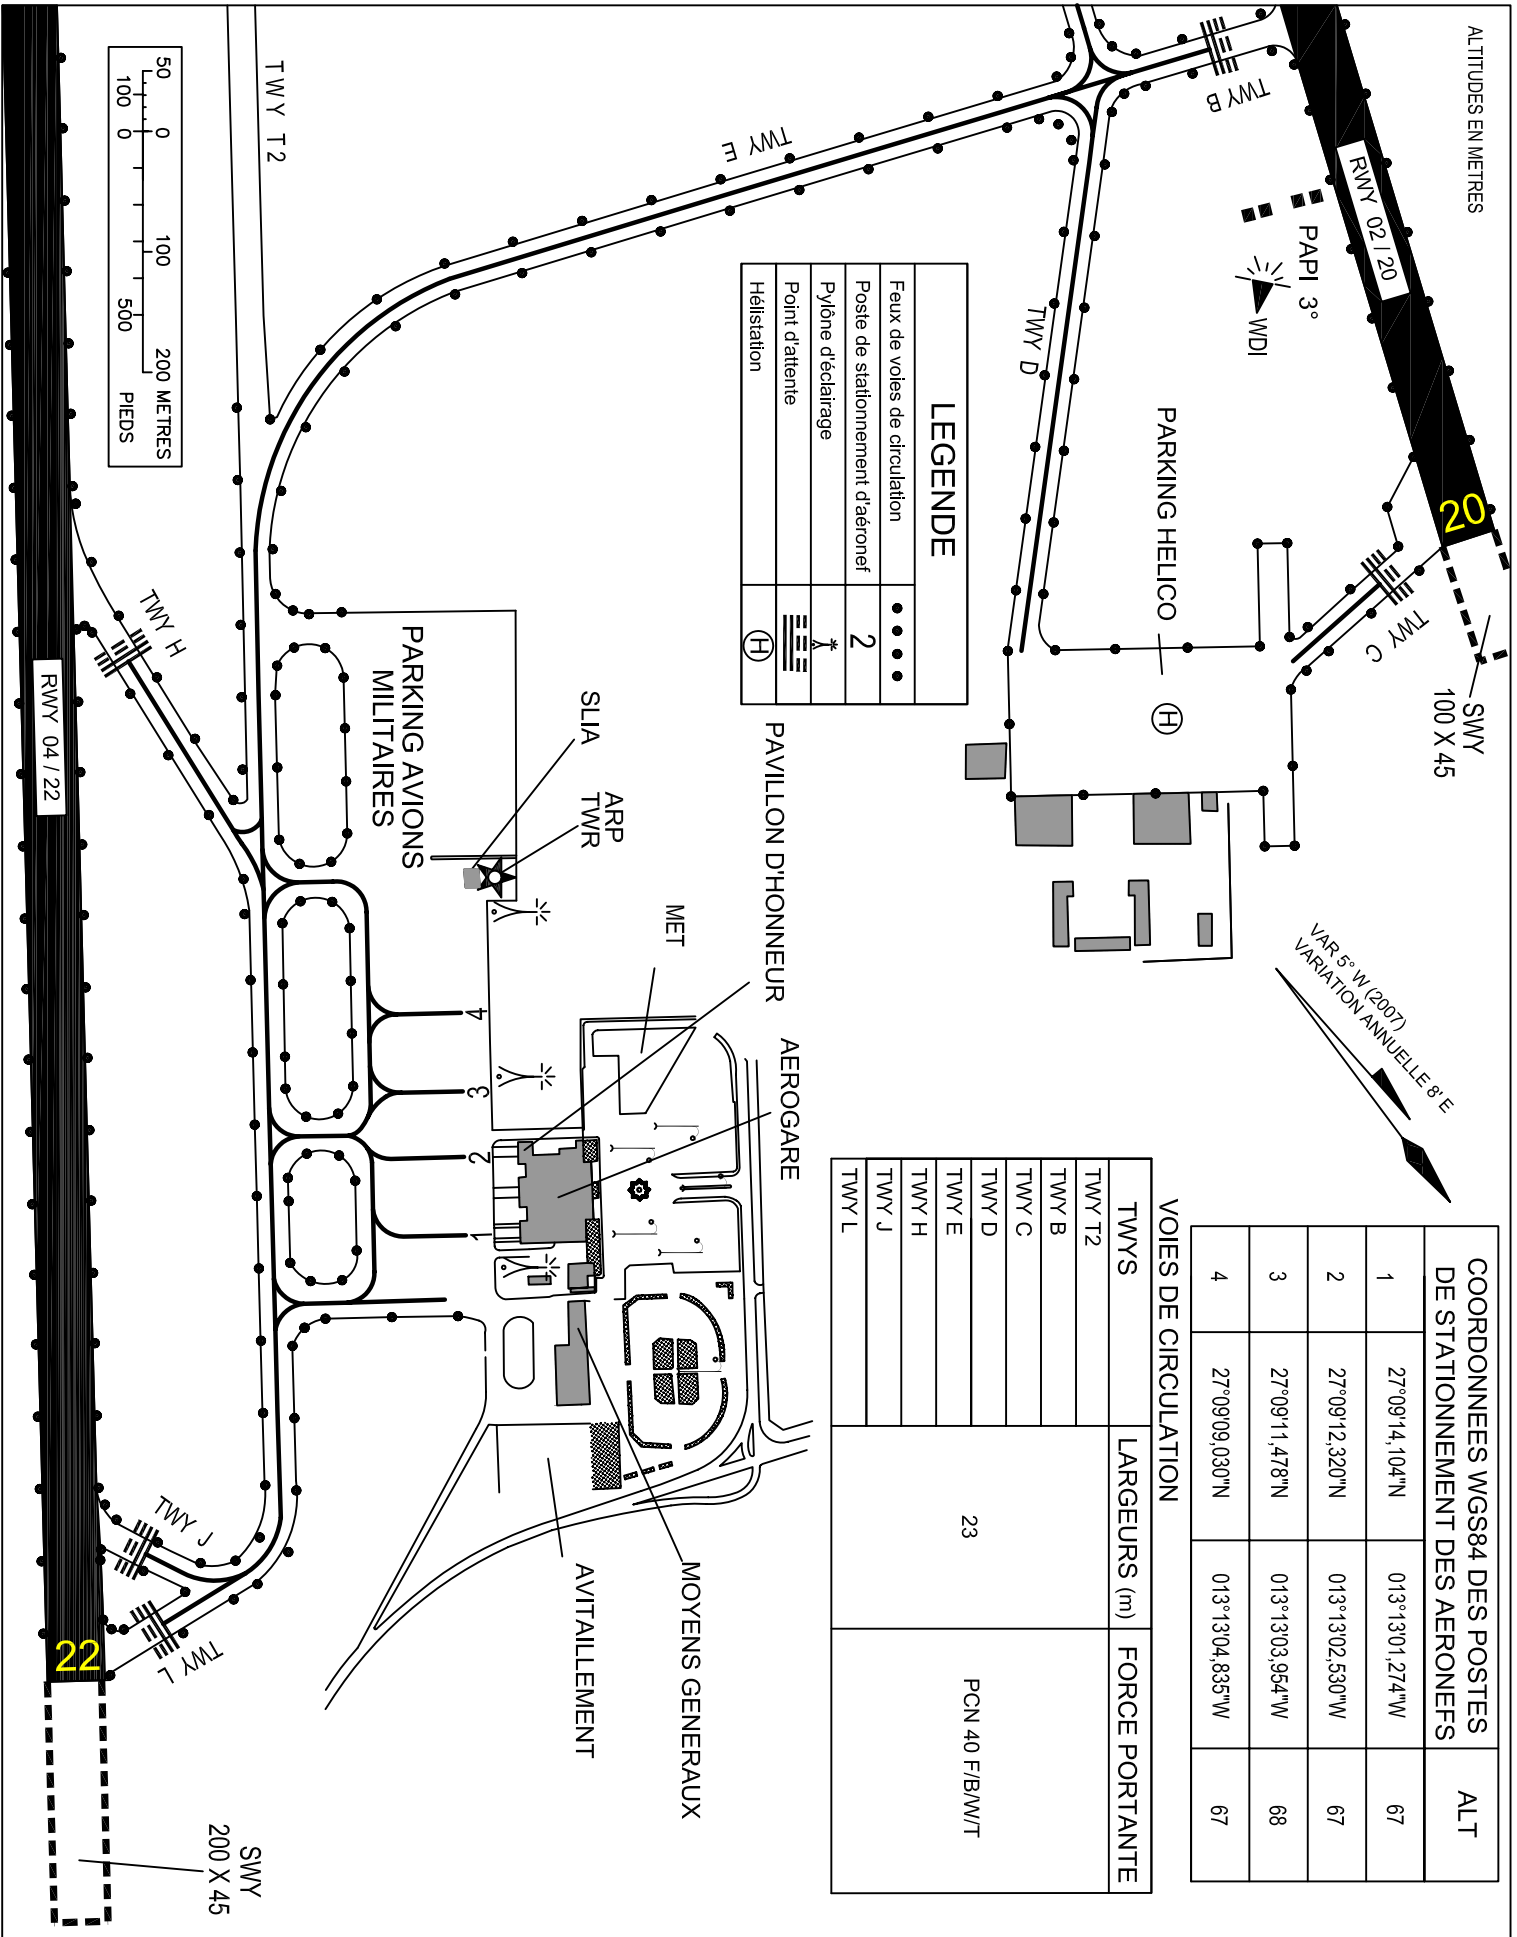 ALTITUDES EN METRES
RWY 02 / 20
20
SWY
100 X 45
TWY B
TWY C
PAPI 3°
WDI
PARKING HELICO
H
TWY D
TWY E
TWY T2
VAR 5° W (2007)
VARIATION ANNUELLE 8' E
COORDONNEES WGS84 DES POSTES
DE STATIONNEMENT DES AERONEFS
ALT
1 27°09'14,104"N 013°13'01,274"W 67
2 27°09'12,320"N 013°13'02,530"W 67
3 27°09'11,478"N 013°13'03,954"W 68
4 27°09'09,030"N 013°13'04,835"W 67
VOIES DE CIRCULATION
TWYS LARGEURS (m) FORCE PORTANTE
TWY T2
TWY B
TWY C
TWY D
TWY E
TWY H
TWY J
TWY L
23
PCN 40 F/B/W/T
LEGENDE
Feux de voies de circulation
Poste de stationnement d'aéronef 2
Pylône d'éclairage
Point d'attente
Hélistation H
PAVILLON D'HONNEUR
AEROGARE
MET
ARP
TWR
SLIA
PARKING AVIONS
MILITAIRES
4
3
2
1
MOYENS GENERAUX
AVITAILLEMENT
TWY H
TWY J
TWY L
50 0 100 200 METRES
100 0 500 PIEDS
RWY 04 / 22
22
SWY
200 X 45